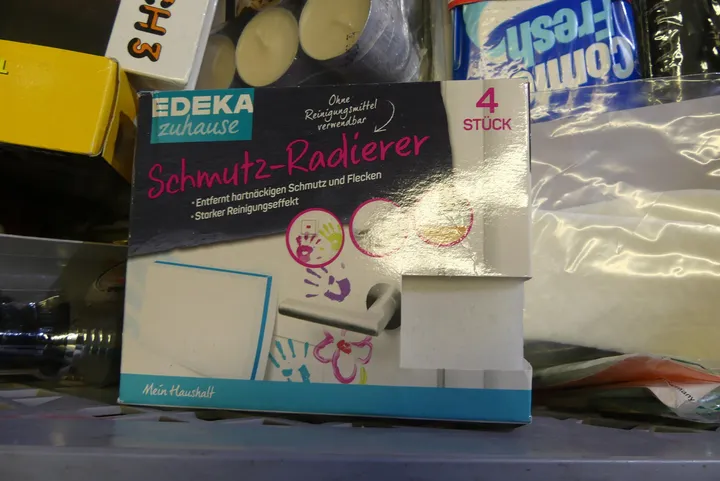 EDEKA
zuhause
Ohne
Reinigungsmittel
verwendbar
4
STÜCK
Schmutz-Radierer
• Entfernt hartnäckigen Schmutz und Flecken
• Starker Reinigungseffekt
Mein Haushalt
Fresh